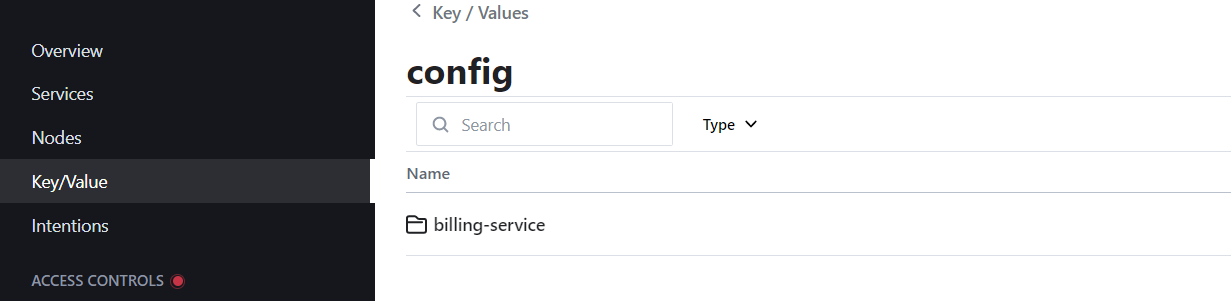 Overview
Services
Nodes
Key/Value
Intentions
ACCESS CONTROLS
Key / Values
config
Search
Type
Name
billing-service